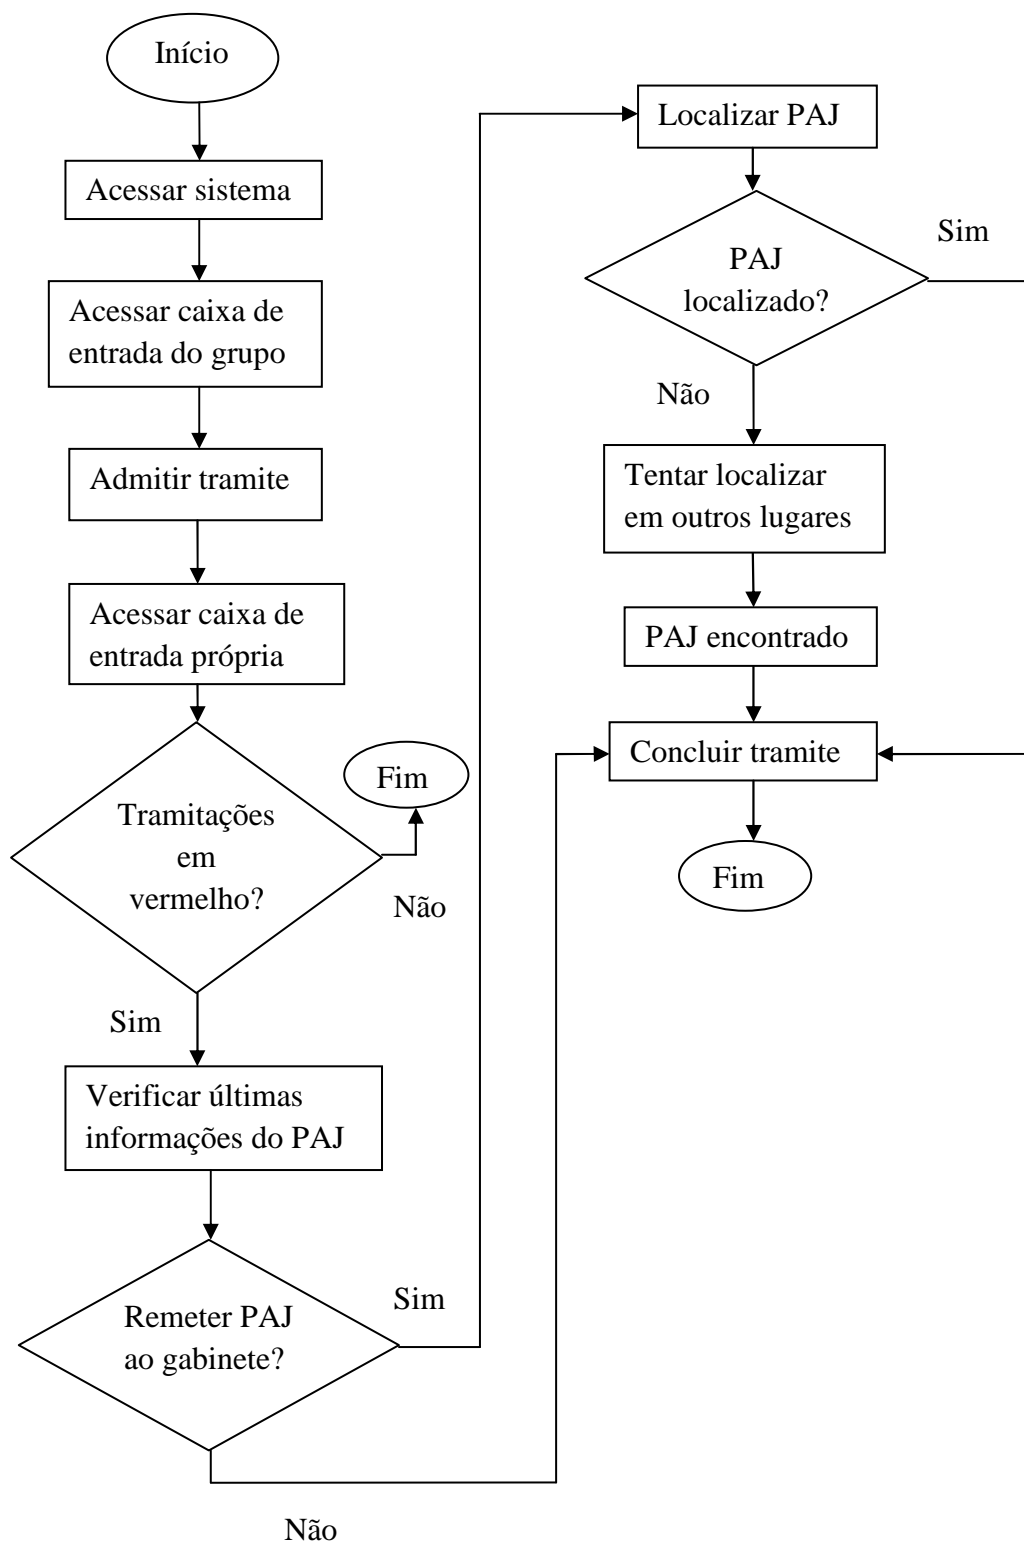 Início
Acessar sistema
Acessar caixa de
entrada do grupo
Admitir tramite
Acessar caixa de
entrada própria
Tramitações
em
vermelho?
Fim
Não
Sim
Verificar últimas
informações do PAJ
Remeter PAJ
ao gabinete?
Sim
Não
Localizar PAJ
PAJ
localizado?
Sim
Não
Tentar localizar
em outros lugares
PAJ encontrado
Concluir tramite
Fim